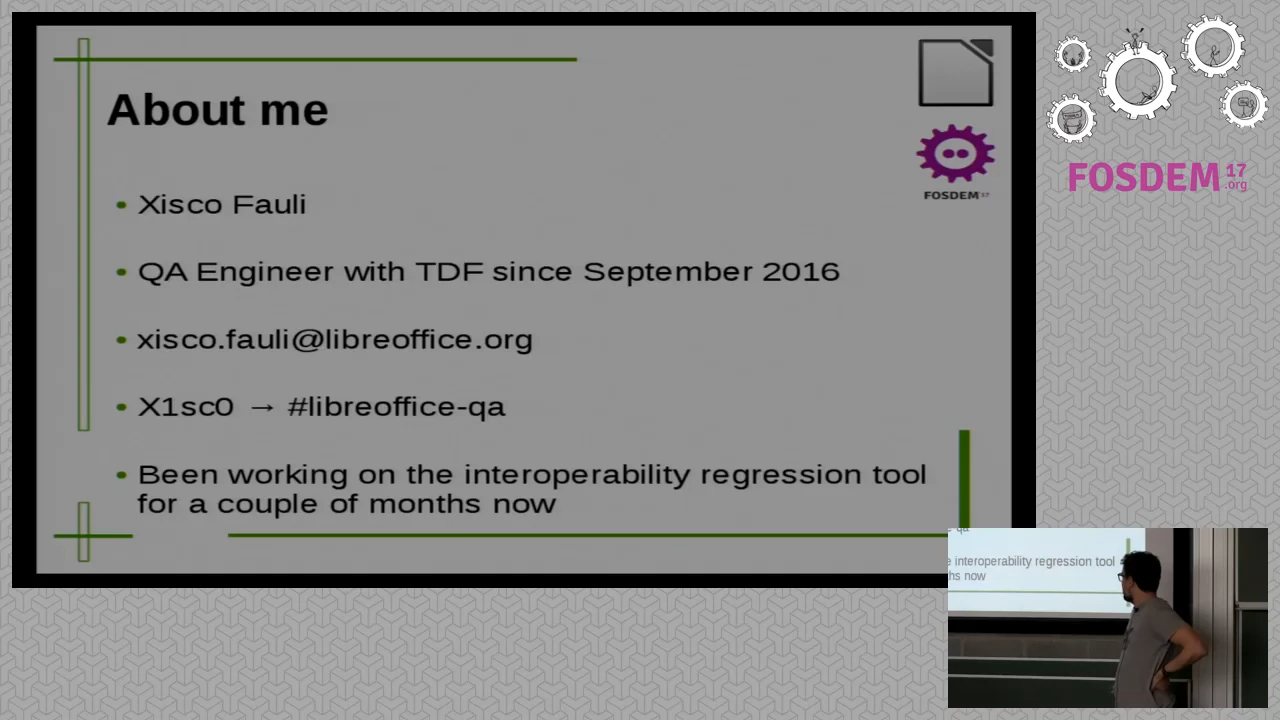 About me
FOSDEM 17
Xisco Fauli
QA Engineer with TDF since September 2016
xisco.fauli@libreoffice.org
X1sc0 → #libreoffice-qa
Been working on the interoperability regression tool
for a couple of months now
FOSDEM 17
.org
-qa
interoperability regression tool
hs now